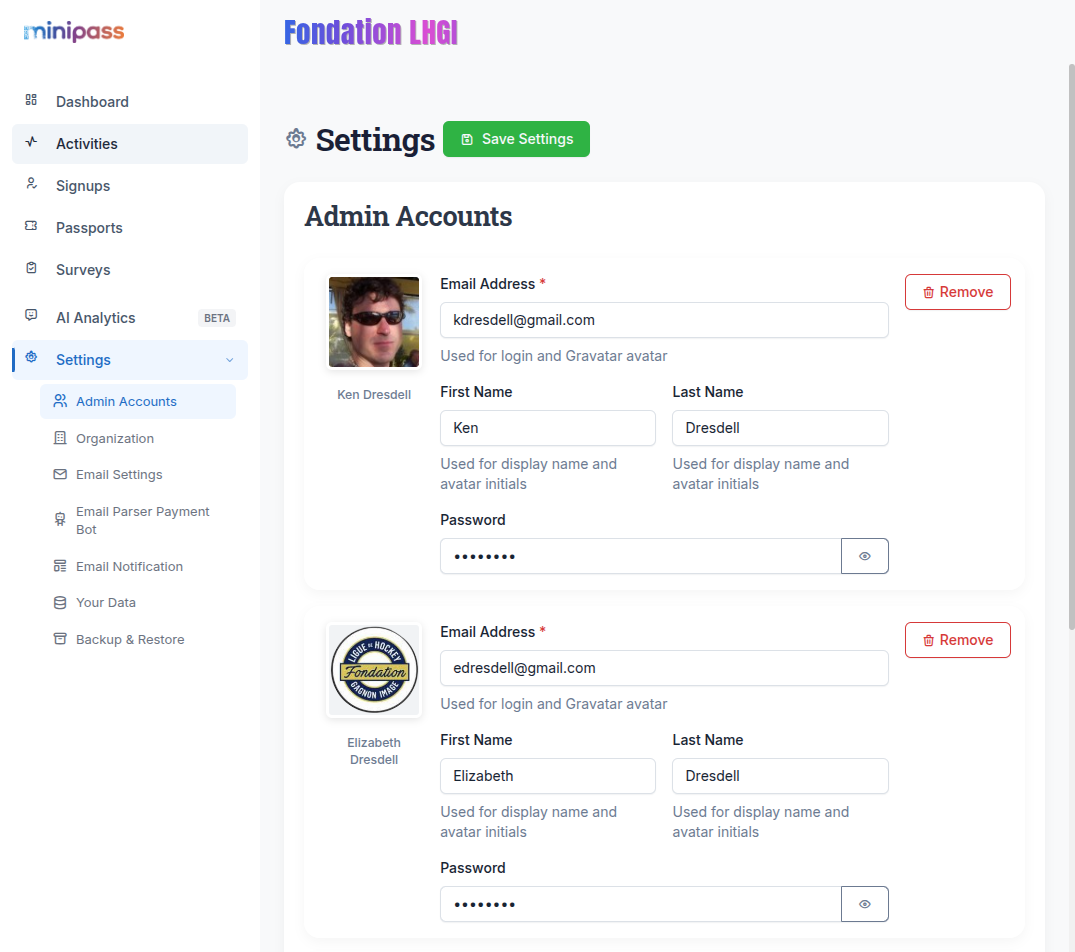 minipass
Fondation LHGI
Dashboard
Activities
Signups
Passports
Surveys
AI Analytics BETA
Settings
Admin Accounts
Organization
Email Settings
Email Parser Payment
Bot
Email Notification
Your Data
Backup & Restore
Settings
Save Settings
Admin Accounts
Ken Dresdell
Email Address *
kdresdell@gmail.com
Used for login and Gravatar avatar
Remove
First Name
Last Name
Ken
Dresdell
Used for display name and
avatar initials
Used for display name and
avatar initials
Password
••••••••
LIGUE DE HOCKEY
Fondation
GAGNON IMAGE
Elizabeth
Dresdell
Email Address *
edresdell@gmail.com
Used for login and Gravatar avatar
Remove
First Name
Last Name
Elizabeth
Dresdell
Used for display name and
avatar initials
Used for display name and
avatar initials
Password
••••••••